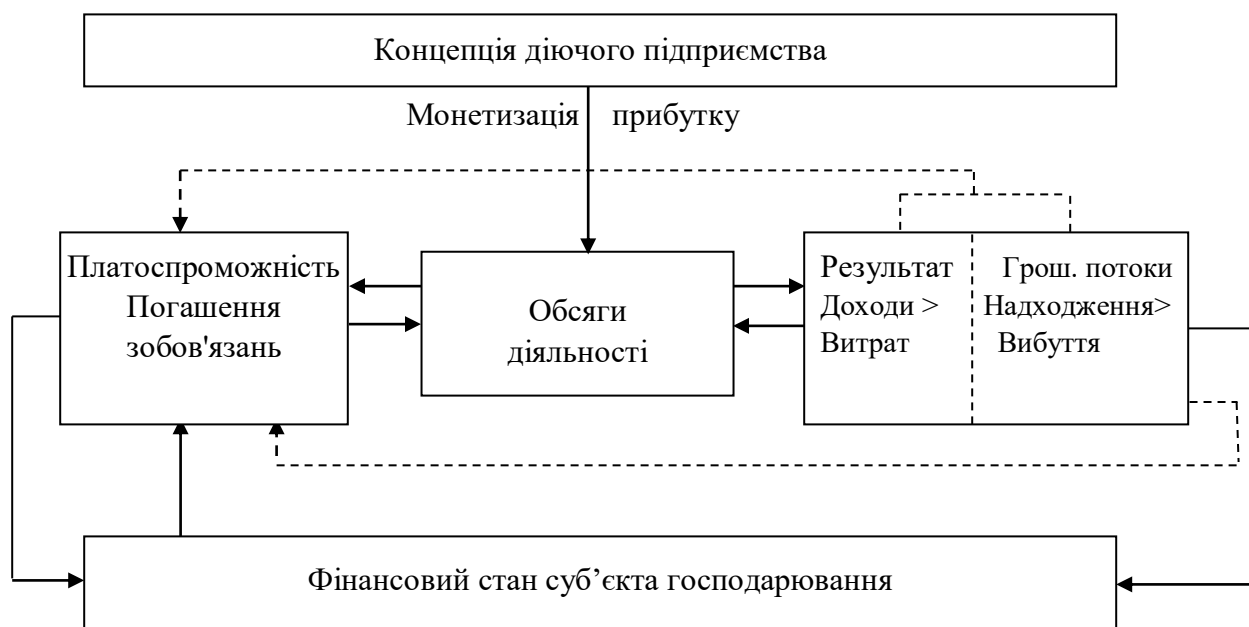 Концепція діючого підприємства
Монетизація прибутку
Платоспроможність
Погашення
зобов'язань
Обсяги
діяльності
Результат
Доходи >
Витрат
Грош. потоки
Надходження>
Вибуття
Фінансовий стан суб’єкта господарювання